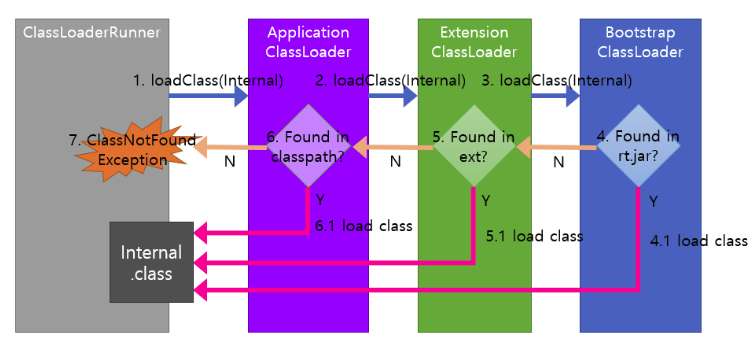 ClassLoaderRunner
Application
ClassLoader
Extension
ClassLoader
Bootstrap
ClassLoader
1. loadClass(Internal)
2. loadClass(Internal)
3. loadClass(Internal)
7. ClassNotFound
Exception
N
6. Found in
classpath?
N
5. Found in
ext?
N
4. Found in
rt.jar?
Y
6.1 load class
Y
5.1 load class
Y
4.1 load class
Internal
.class